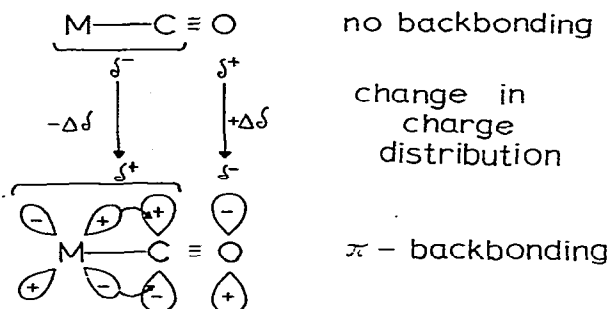 M—C≡O no backbonding
δ⁻ δ⁺
-Δδ +Δδ change in
charge
distribution
δ⁺ δ⁻
- + + -
M—C≡O π - backbonding
+ - - +